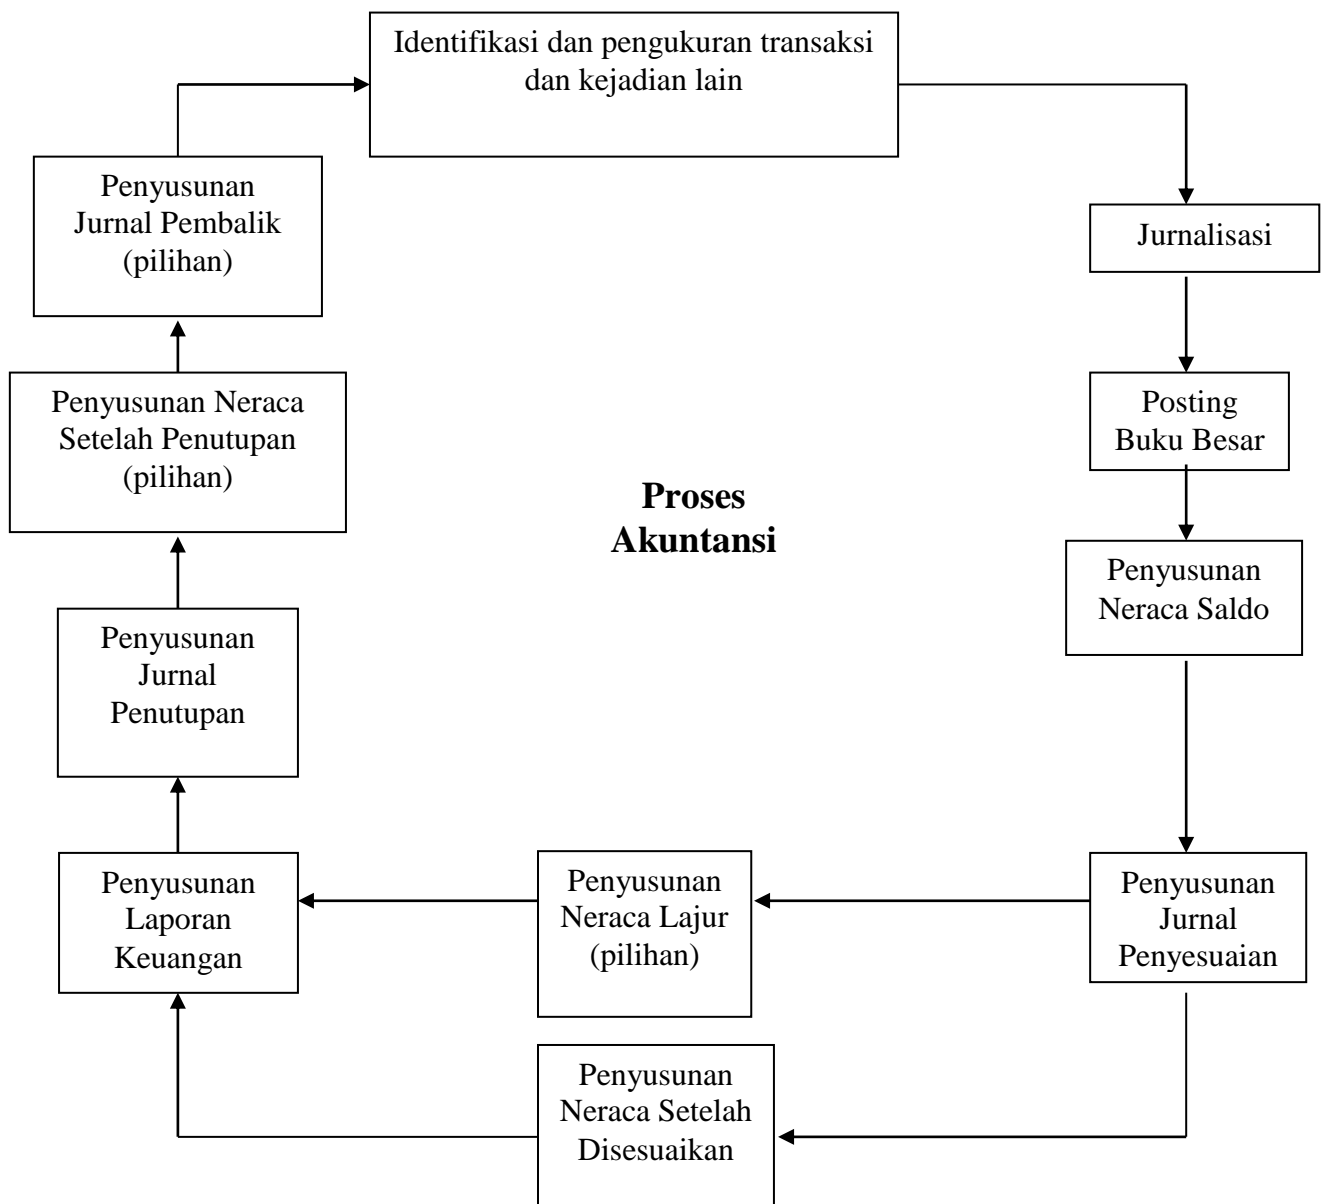 Identifikasi dan pengukuran transaksi
dan kejadian lain
Jurnalisasi
Posting
Buku Besar
Penyusunan
Neraca Saldo
Penyusunan
Jurnal
Penyesuaian
Penyusunan
Neraca Lajur
(pilihan)
Penyusunan
Neraca Setelah
Disesuaikan
Penyusunan
Laporan
Keuangan
Penyusunan
Jurnal
Penutupan
Penyusunan Neraca
Setelah Penutupan
(pilihan)
Penyusunan
Jurnal Pembalik
(pilihan)
Proses
Akuntansi